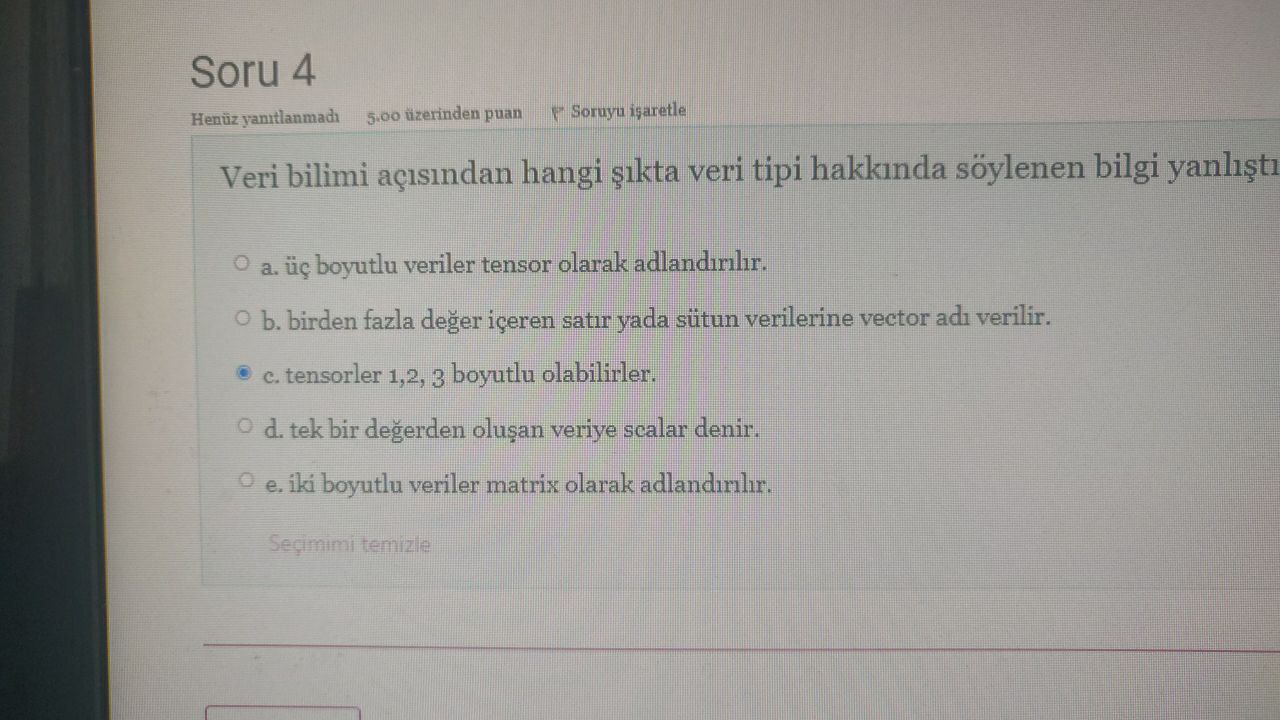 Soru 4
Henüz yanıtlanmadı 5,00 üzerinden puan Soruyu işaretle
Veri bilimi açısından hangi şıkta veri tipi hakkında söylenen bilgi yanlıştı
a. üç boyutlu veriler tensor olarak adlandırılır.
b. birden fazla değer içeren satır yada sütun verilerine vector adı verilir.
c. tensorler 1,2, 3 boyutlu olabilirler.
d. tek bir değerden oluşan veriye scalar denir.
e. iki boyutlu veriler matrix olarak adlandırılır.
Seçimimi temizle